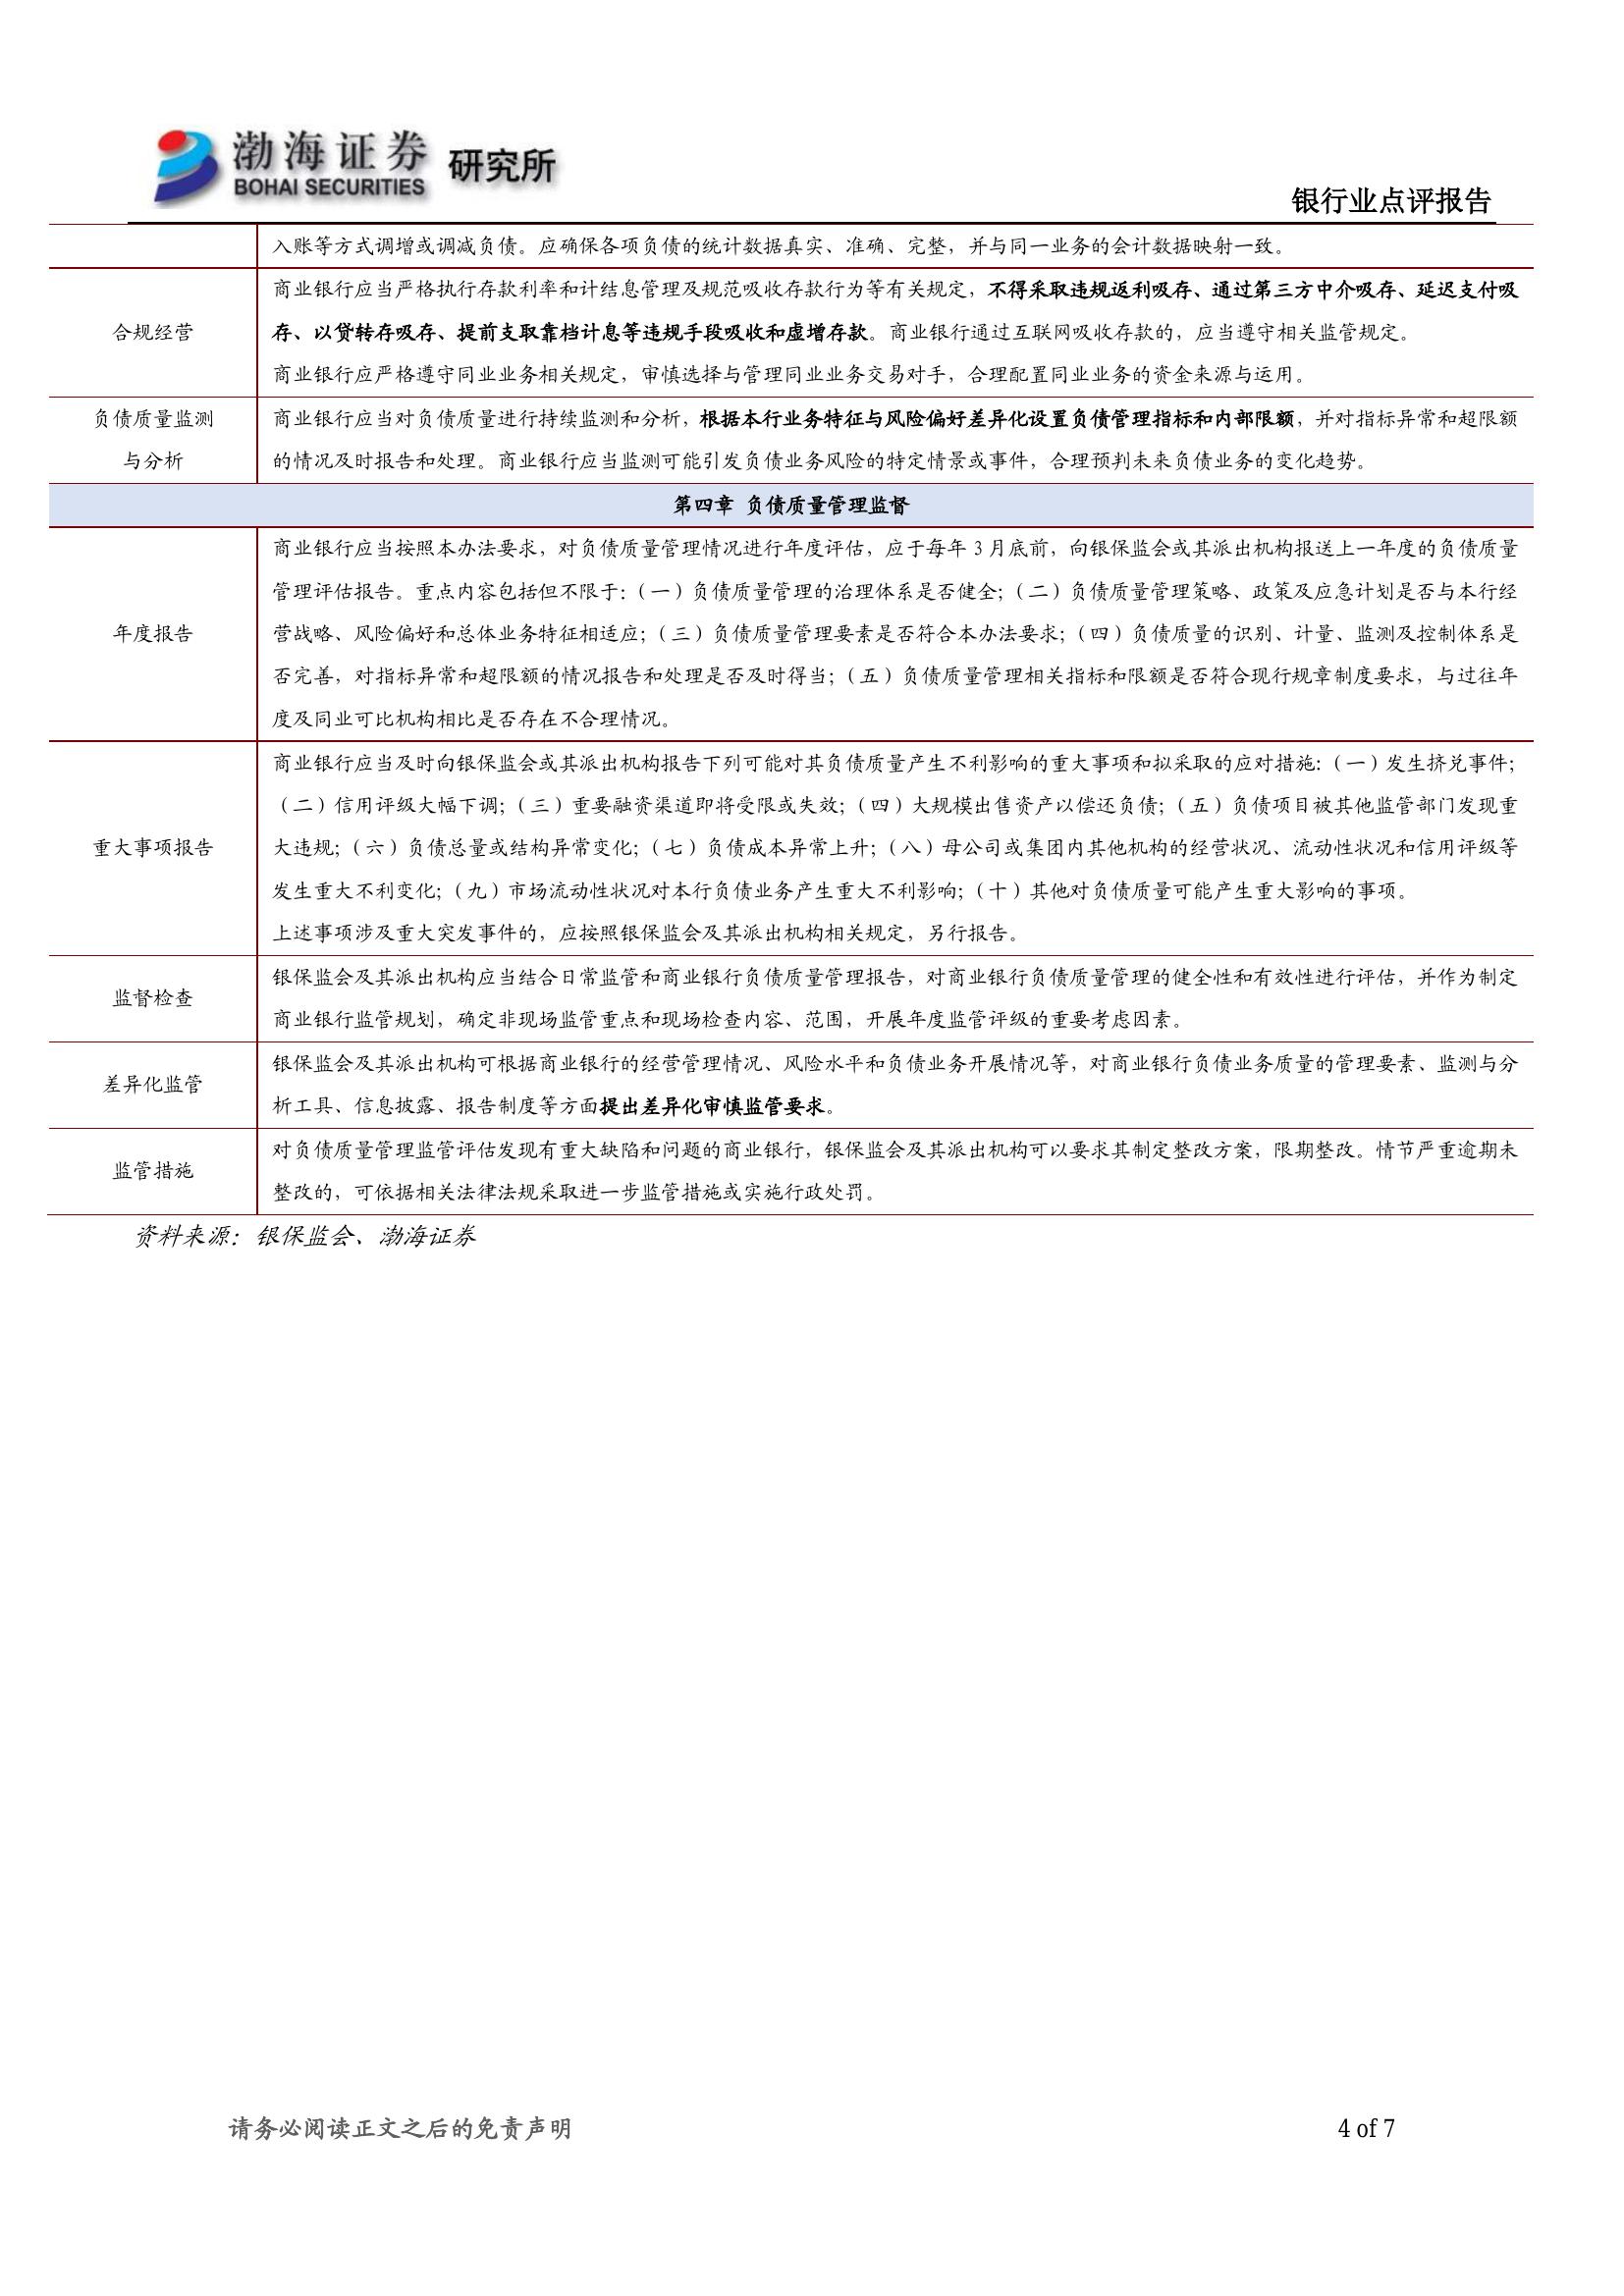 渤海证券 研究所
BOHAI SECURITIES
银行业点评报告
入账等方式调增或调减负债。应确保各项负债的统计数据真实、准确、完整，并与同一业务的会计数据映射一致。
合规经营
商业银行应当严格执行存款利率和计结息管理及规范吸收存款行为等有关规定，不得采取违规返利吸存、通过第三方中介吸存、延迟支付吸
存、以贷转存吸存、提前支取靠档计息等违规手段吸收和虚增存款。商业银行通过互联网吸收存款的，应当遵守相关监管规定。
商业银行应严格遵守同业业务相关规定，审慎选择与管理同业业务交易对手，合理配置同业业务的资金来源与运用。
负债质量监测
与分析
商业银行应当对负债质量进行持续监测和分析，根据本行业务特征与风险偏好差异化设置负债管理指标和内部限额，并对指标异常和超限额
的情况及时报告和处理。商业银行应当监测可能引发负债业务风险的特定情景或事件，合理预判未来负债业务的变化趋势。
第四章 负债质量管理监督
年度报告
商业银行应当按照本办法要求，对负债质量管理情况进行年度评估，应于每年 3 月底前，向银保监会或其派出机构报送上一年度的负债质量
管理评估报告。重点内容包括但不限于：（一）负债质量管理的治理体系是否健全；（二）负债质量管理策略、政策及应急计划是否与本行经
营战略、风险偏好和总体业务特征相适应；（三）负债质量管理要素是否符合本办法要求；（四）负债质量的识别、计量、监测及控制体系是
否完善，对指标异常和超限额的情况报告和处理是否及时得当；（五）负债质量管理相关指标和限额是否符合现行规章制度要求，与过往年
度及同业可比机构相比是否存在不合理情况。
重大事项报告
商业银行应当及时向银保监会或其派出机构报告下列可能对其负债质量产生不利影响的重大事项和拟采取的应对措施：（一）发生挤兑事件；
（二）信用评级大幅下调；（三）重要融资渠道即将受限或失效；（四）大规模出售资产以偿还负债；（五）负债项目被其他监管部门发现重
大违规；（六）负债总量或结构异常变化；（七）负债成本异常上升；（八）母公司或集团内其他机构的经营状况、流动性状况和信用评级等
发生重大不利变化；（九）市场流动性状况对本行负债业务产生重大不利影响；（十）其他对负债质量可能产生重大影响的事项。
上述事项涉及重大突发事件的，应按照银保监会及其派出机构相关规定，另行报告。
监督检查
银保监会及其派出机构应当结合日常监管和商业银行负债质量管理报告，对商业银行负债质量管理的健全性和有效性进行评估，并作为制定
商业银行监管规划，确定非现场监管重点和现场检查内容、范围，开展年度监管评级的重要考虑因素。
差异化监管
银保监会及其派出机构可根据商业银行的经营管理情况、风险水平和负债业务开展情况等，对商业银行负债业务质量的管理要素、监测与分
析工具、信息披露、报告制度等方面提出差异化审慎监管要求。
监管措施
对负债质量管理监管评估发现有重大缺陷和问题的商业银行，银保监会及其派出机构可以要求其制定整改方案，限期整改。情节严重逾期未
整改的，可依据相关法律法规采取进一步监管措施或实施行政处罚。
资料来源：银保监会、渤海证券
请务必阅读正文之后的免责声明
4 of 7